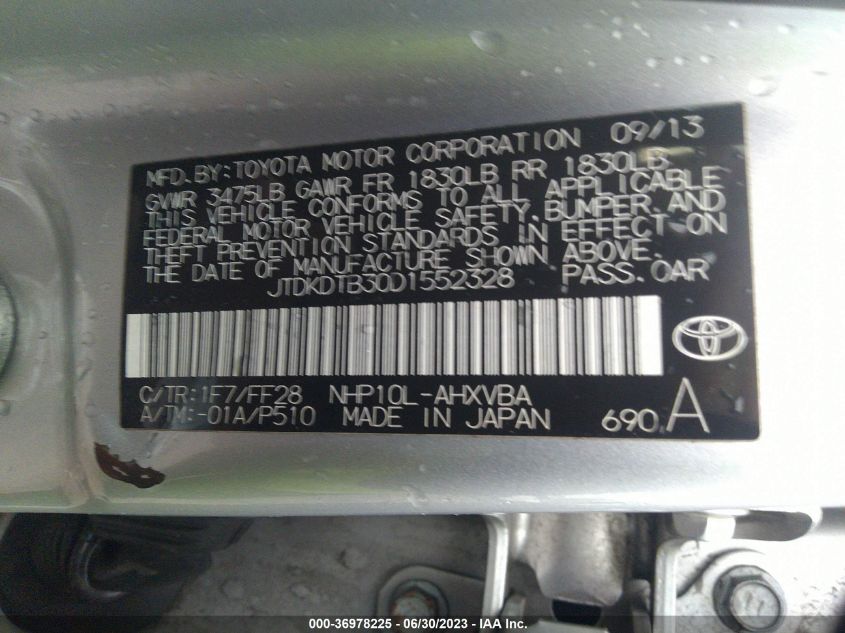 MFD. BY: TOYOTA MOTOR CORPORATION 09/13
GVWR 3475LB GAWR FR 1830LB RR 1830LB
THIS VEHICLE CONFORMS TO ALL APPLICABLE
FEDERAL MOTOR VEHICLE SAFETY, BUMPER, AND
THEFT PREVENTION STANDARDS IN EFFECT ON
THE DATE OF MANUFACTURE SHOWN ABOVE.
JTDKDTB30D1552328 PASS. CAR
C/TR: 1F7/FF28 NHP10L-AHXVBA
A/TM: -01A/P510 MADE IN JAPAN 690 A
000-36978225 - 06/30/2023 - IAA Inc.